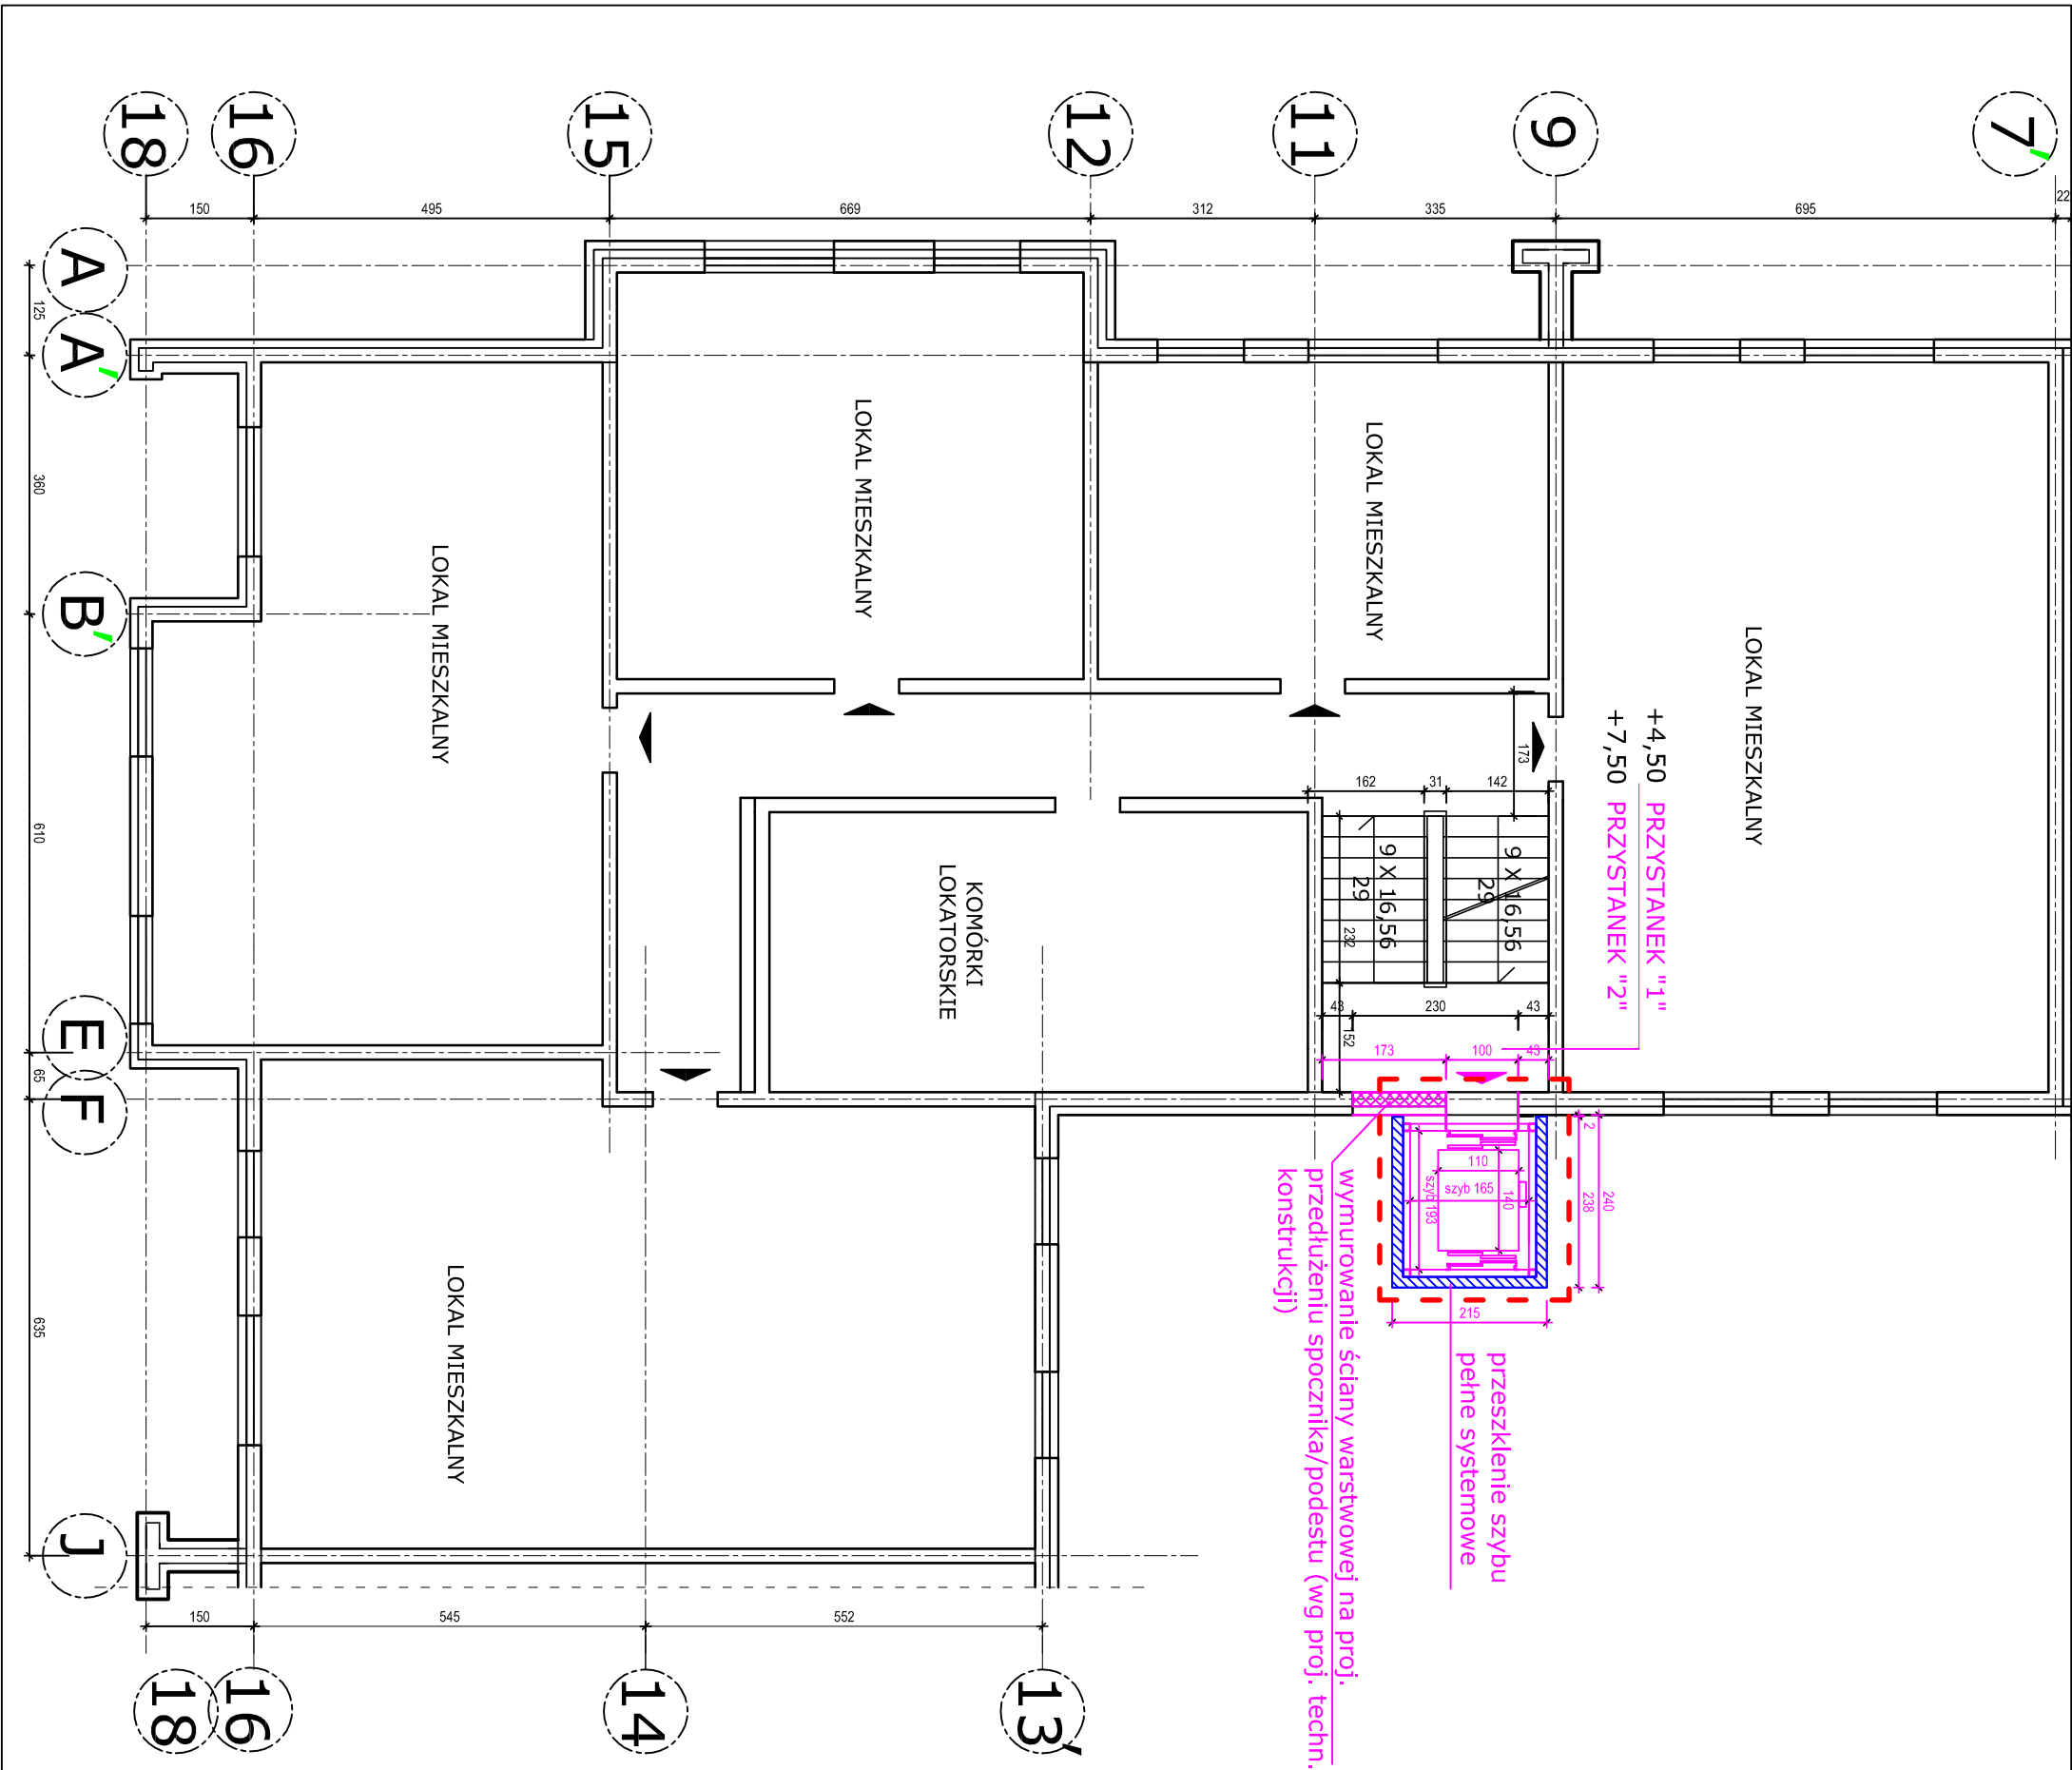 18
16
15
12
11
9
7'
150
495
669
312
335
695
22
A
125
A'
360
B'
610
E
65
F
635
J
LOKAL MIESZKALNY
LOKAL MIESZKALNY
LOKAL MIESZKALNY
LOKAL MIESZKALNY
LOKAL MIESZKALNY
KOMÓRKI
LOKATORSKIE
+4,50 PRZYSTANEK "1"
+7,50 PRZYSTANEK "2"
173
162
31
142
9 X 16,56
29
9 X 16,56
29
232
43
230
43
152
173
100
43
110
szyb 165
140
szyb 193
2
238
240
215
wymurowanie ściany warstwowej na proj.
przedłużeniu spocznika/podestu (wg proj. techn.
konstrukcji)
przeszklenie szybu
pełne systemowe
150
545
552
18
16
14
13'